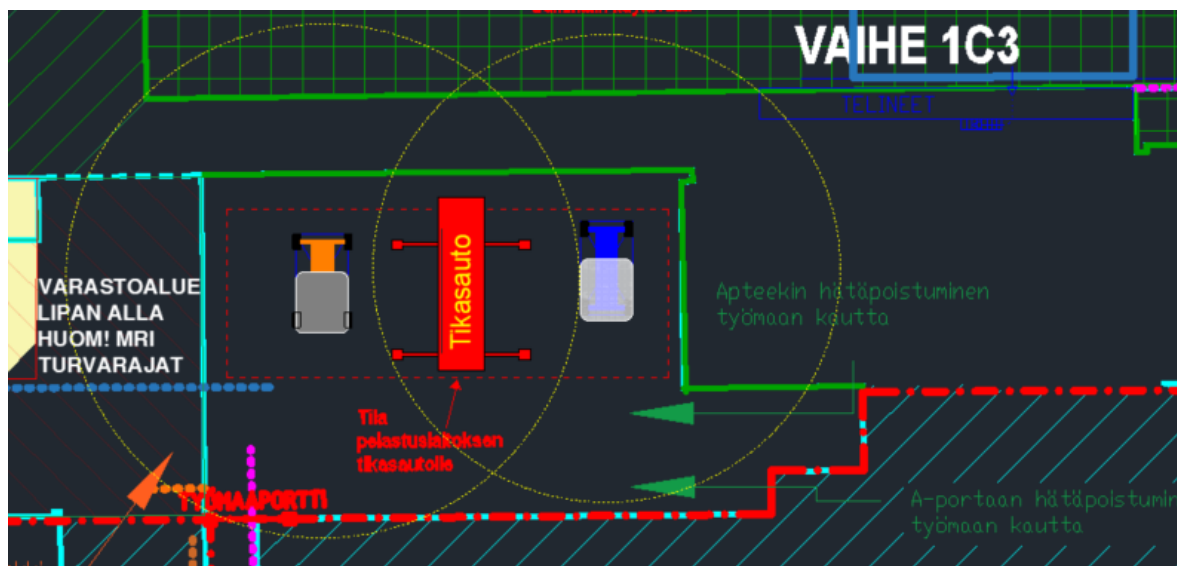 VAIHE 1C3
TELINEET
Tikasauto
Apteekin hätäpoistuminen
työmaan kautta
VARASTOALUE
LIPAN ALLA
HUOM! MRI
TURVARAJAT
Tila
pelastuslaitoksen
tikasautolle
TYÖMAAPORTTI
A-portaan hätäpoistumin
työmaan kautta